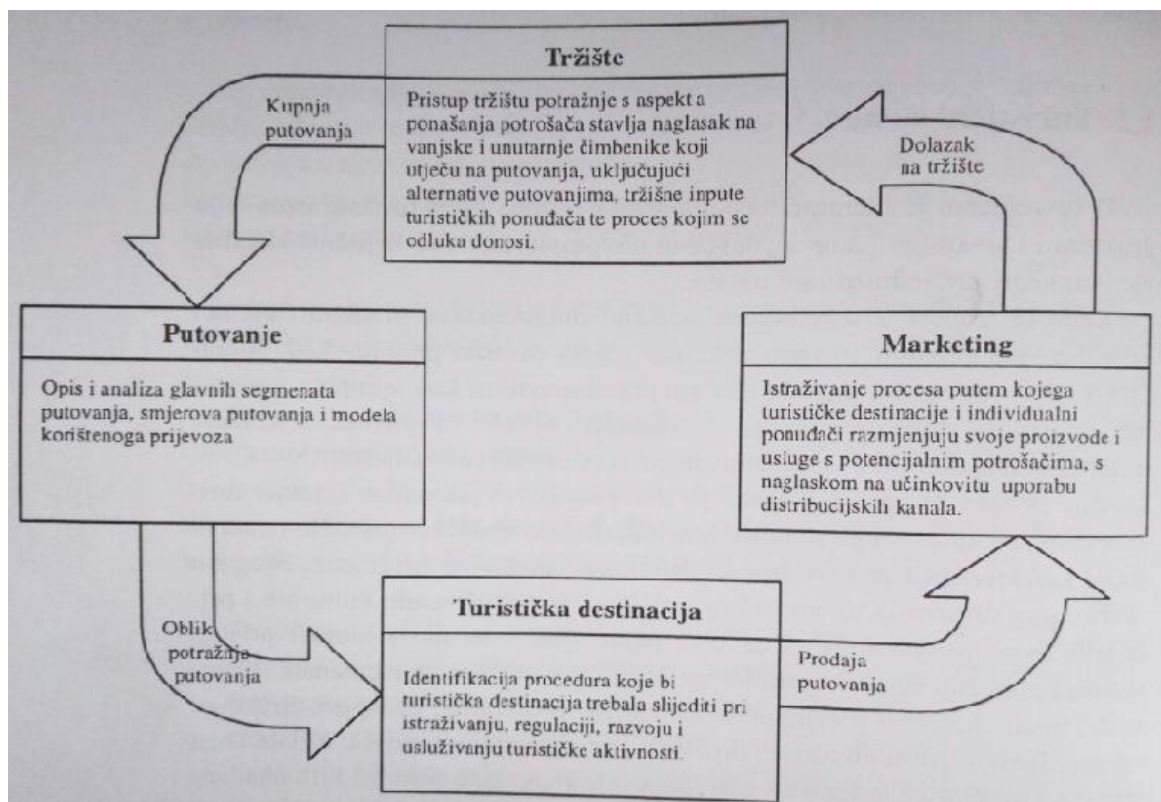 Tržište
Kupnja
putovanja
Pristup tržištu potražnje s aspekta
ponašanja potrošača stavlja naglasak na
vanjske i unutarnje čimbenike koji
utječu na putovanja, uključujući
alternative putovanjima, tržišne inpute
turističkih ponuđača te proces kojim se
odluka donosi.
Dolazak
na tržište
Putovanje
Opis i analiza glavnih segmenata
putovanja, smjerova putovanja i modela
korištenoga prijevoza
Marketing
Istraživanje procesa putem kojega
turističke destinacije i individualni
ponuđači razmjenjuju svoje proizvode i
usluge s potencijalnim potrošačima, s
naglaskom na učinkovitu uporabu
distribucijskih kanala.
Oblik
potražnje
putovanja
Turistička destinacija
Identifikacija procedura koje bi
turistička destinacija trebala slijediti pri
istraživanju, regulaciji, razvoju i
usluživanju turističke aktivnosti.
Prodaja
putovanja